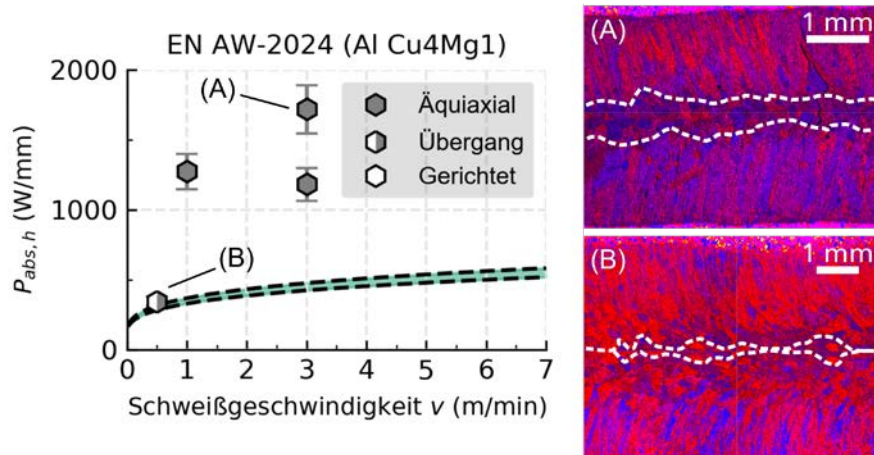 EN AW-2024 (Al Cu4Mg1)
2000
1000
0
P_abs,h (W/mm)
(A)
(B)
Äquiaxial
Übergang
Gerichtet
0 1 2 3 4 5 6 7
Schweißgeschwindigkeit v (m/min)
(A) 1 mm
(B) 1 mm